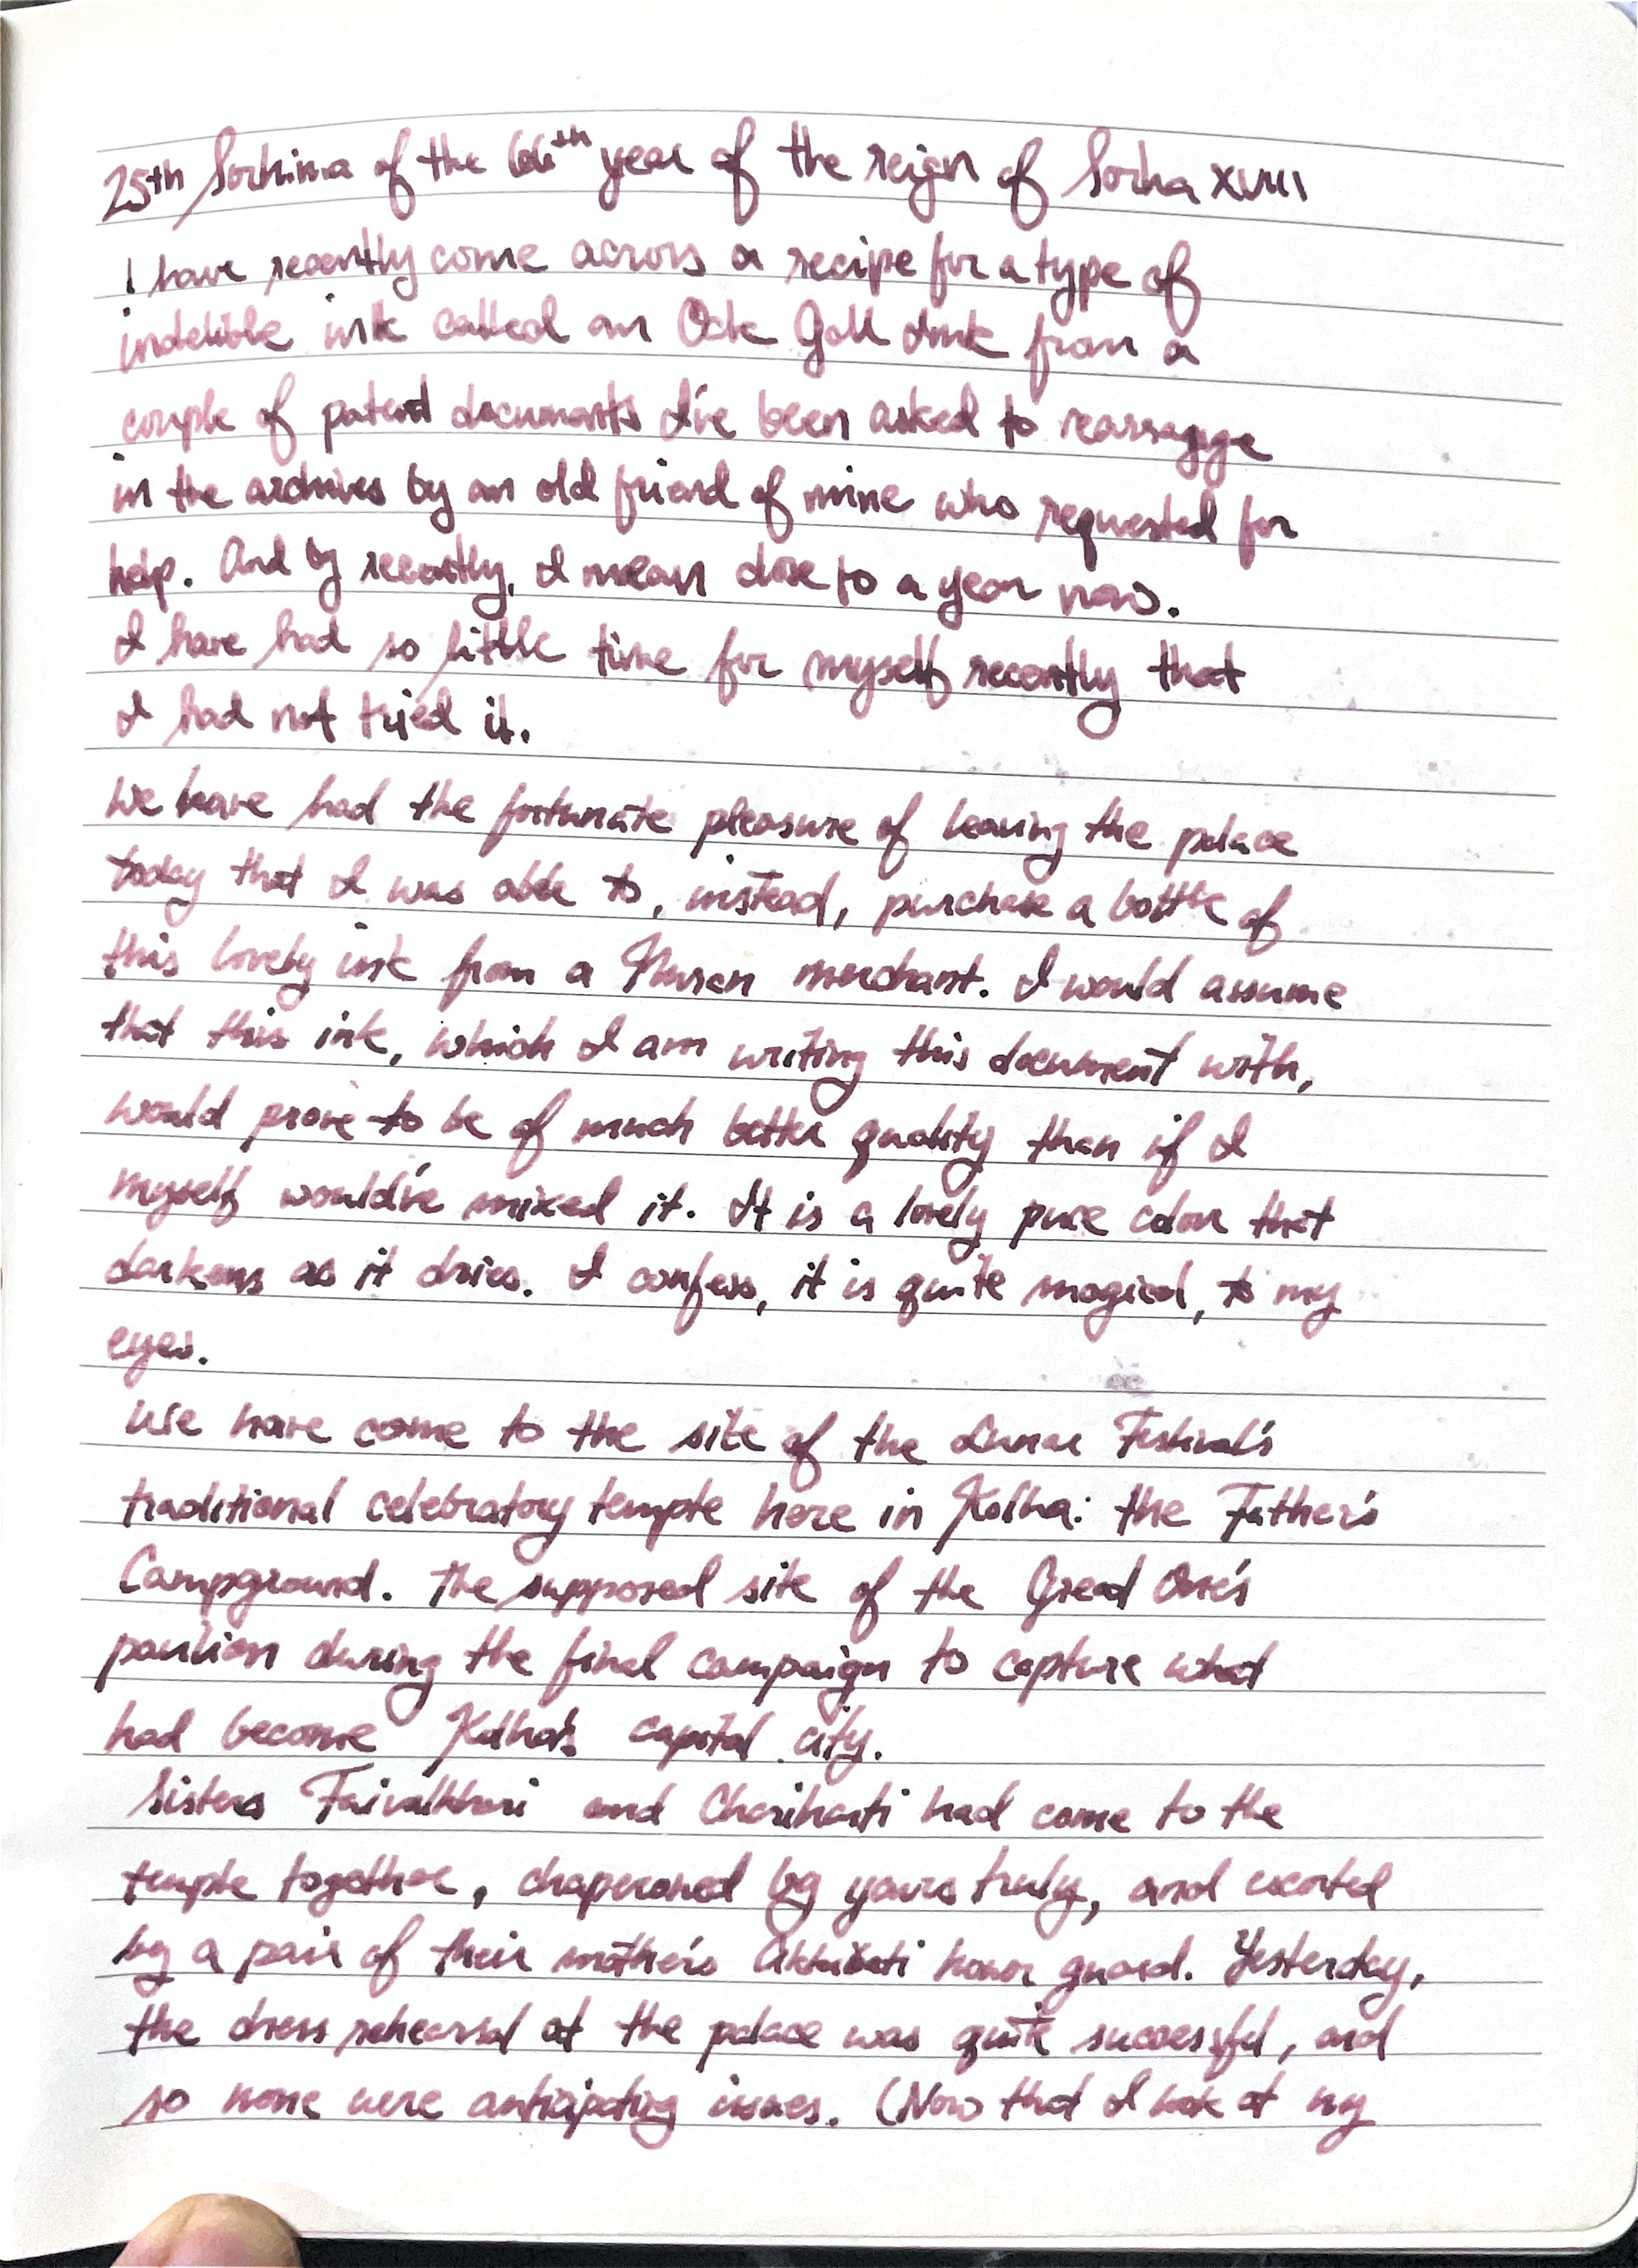 25th Sorhima of the 66th year of the reign of Sorha XVIII
I have recently come across a recipe for a type of
indelible ink called an Oak Gall Ink from a
couple of patent documents I've been asked to rearragge
in the archives by an old friend of mine who requested for
help. And by recently, I mean close to a year now.
I have had so little time for myself recently that
I had not tried it.
We have had the fortunate pleasure of leaving the palace
today that I was able to, instead, purchase a bottle of
this lovely ink from a merchant. I would assume
that this ink, which I am writing this document with,
would prove to be of much better quality than if I
myself would've mixed it. It is a lovely puce color that
darkens as it dries. I confess, it is quite magical, to my
eyes.
We have come to the site of the Lunar Festival's
traditional celebratory temple here in Kolha: the Father's
Campground. The supposed site of the Great One's
pavilion during the final campaign to capture what
had become Kolha's capital city.
Sisters and had come to the
temple together, chaperoned by yours truly, and escorted
by a pair of their mother's honor guard. Yesterday,
the dress rehearsal at the palace was quite successful, and
so none were anticipating issues. (Now that I look at my